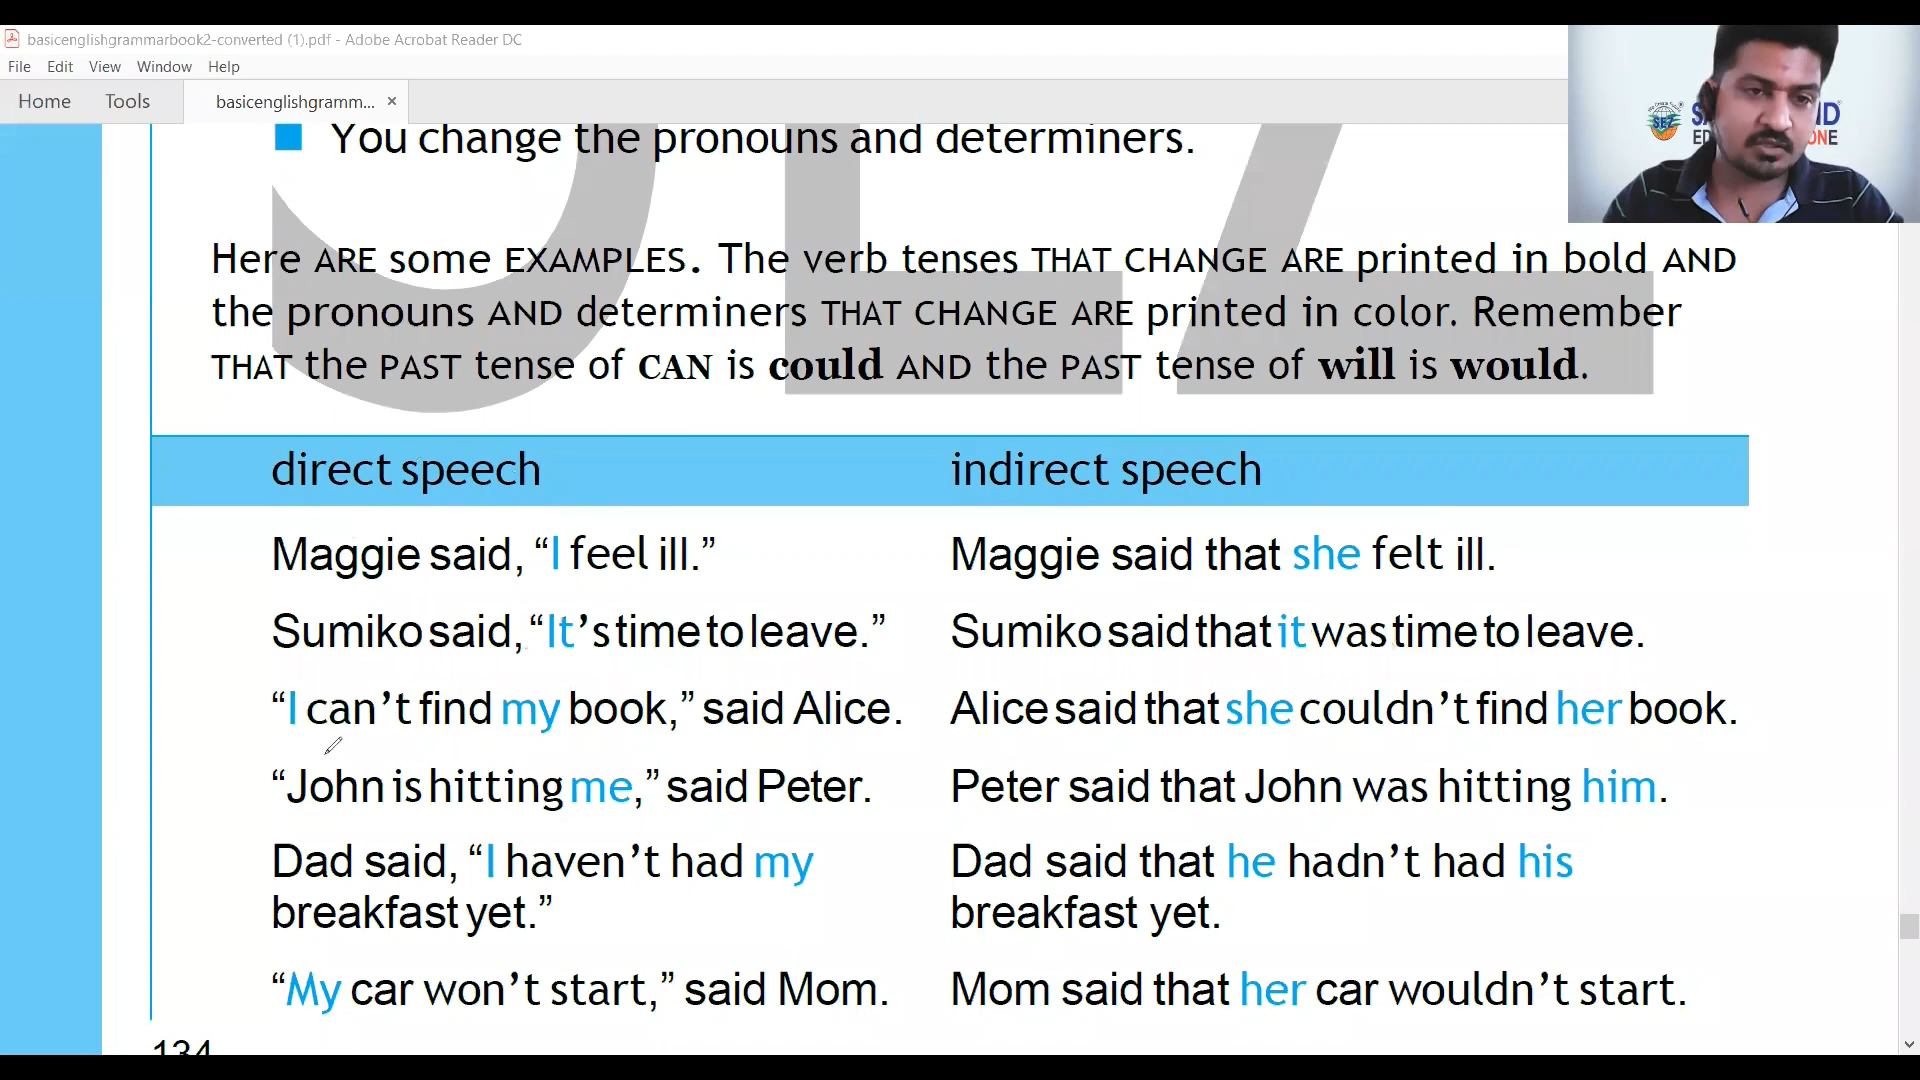 basicenglishgrammarbook2-converted (1).pdf - Adobe Acrobat Reader DC
File Edit View Window Help
Home Tools basicenglishgramm... ×
SEZ
You change the pronouns and determiners.
Here ARE some EXAMPLES. The verb tenses THAT CHANGE ARE printed in bold AND
the pronouns AND determiners THAT CHANGE ARE printed in color. Remember
THAT the PAST tense of CAN is could AND the PAST tense of will is would.
direct speech indirect speech
Maggie said, “I feel ill.” Maggie said that she felt ill.
Sumiko said, “It’s time to leave.” Sumiko said that it was time to leave.
“I can’t find my book,” said Alice. Alice said that she couldn’t find her book.
“John is hitting me,” said Peter. Peter said that John was hitting him.
Dad said, “I haven’t had my Dad said that he hadn’t had his
breakfast yet.” breakfast yet.
“My car won’t start,” said Mom. Mom said that her car wouldn’t start.
134